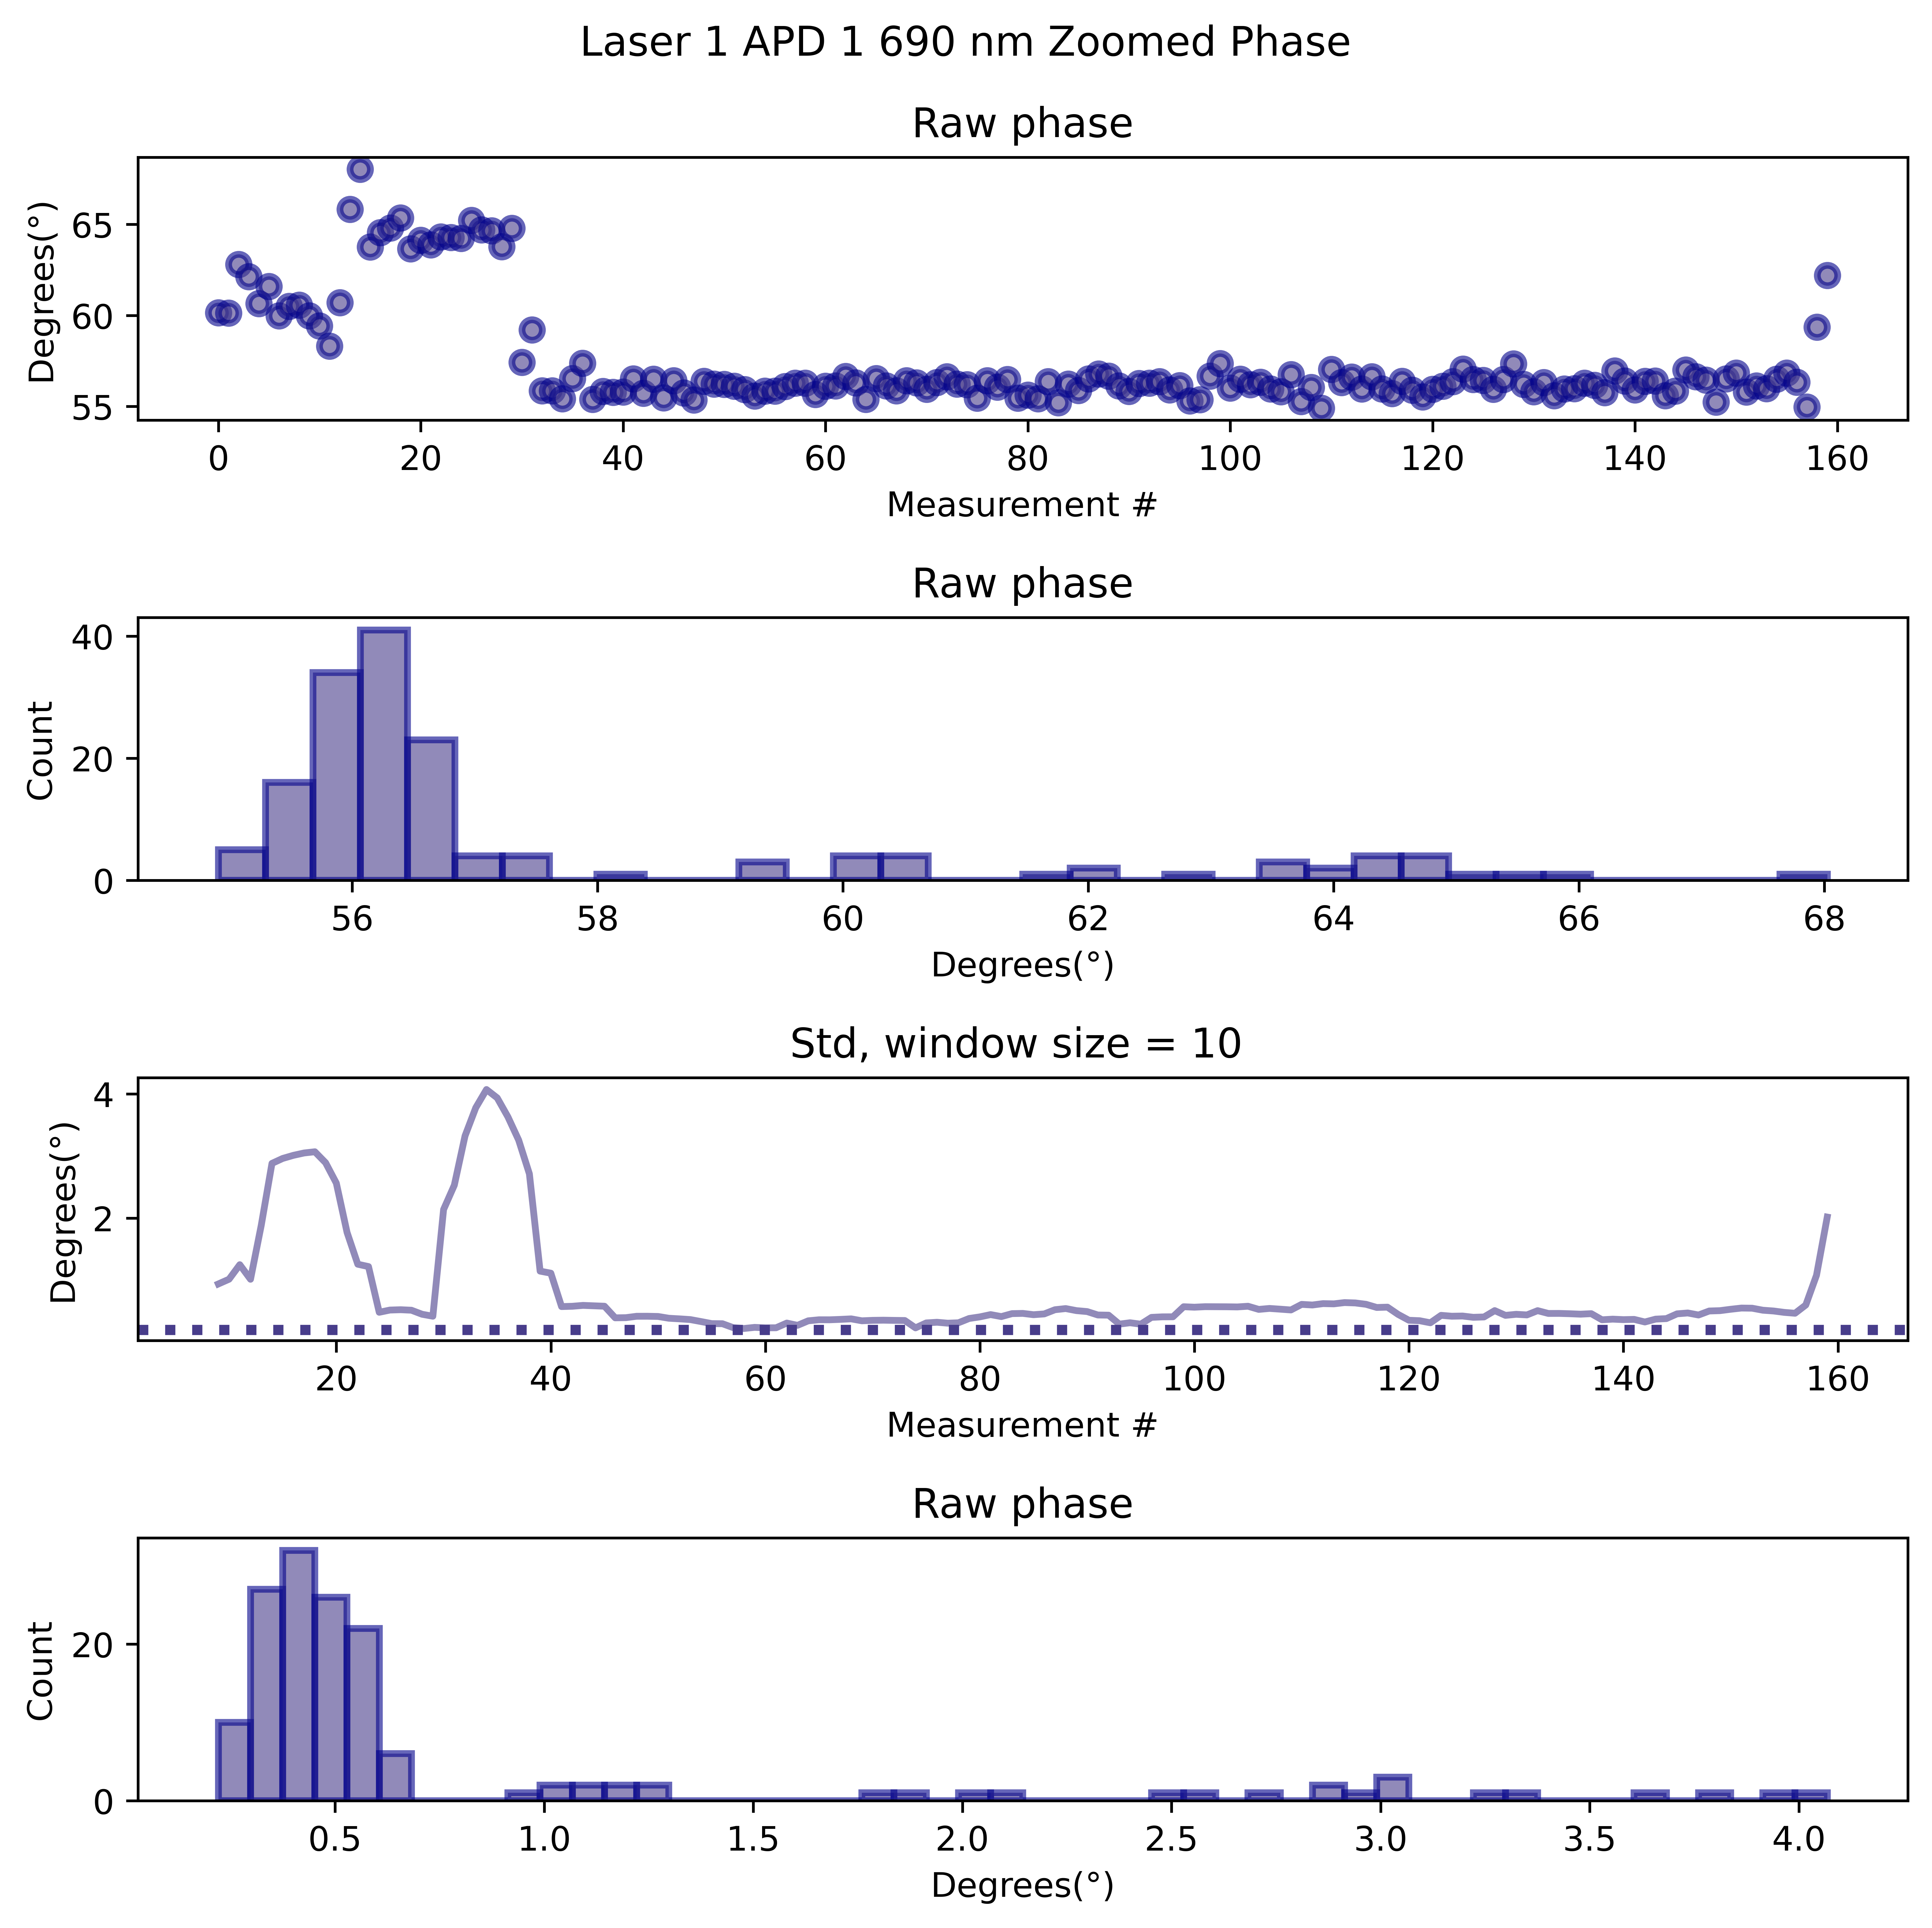 Laser 1 APD 1 690 nm Zoomed Phase
Raw phase
Degrees(°)
65
60
55
0 20 40 60 80 100 120 140 160
Measurement #
Raw phase
Count
40
20
0
56 58 60 62 64 66 68
Degrees(°)
Std, window size = 10
Degrees(°)
4
2
20 40 60 80 100 120 140 160
Measurement #
Raw phase
Count
20
0
0.5 1.0 1.5 2.0 2.5 3.0 3.5 4.0
Degrees(°)